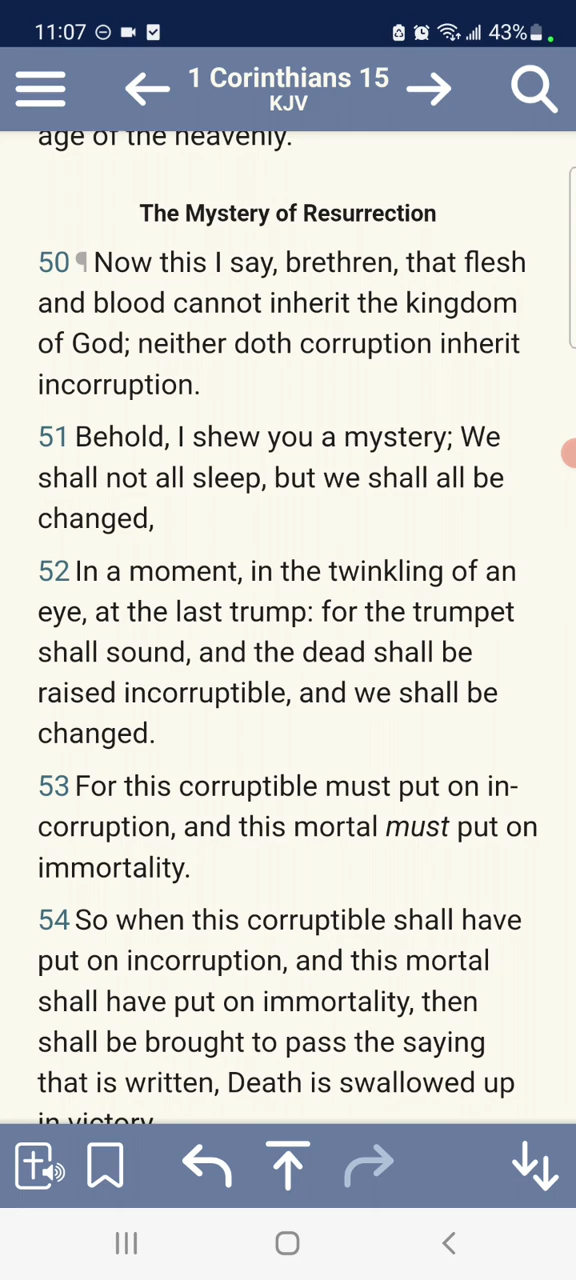 11:07 43%
1 Corinthians 15
KJV
age of the heavenly.
The Mystery of Resurrection
50 ¶ Now this I say, brethren, that flesh
and blood cannot inherit the kingdom
of God; neither doth corruption inherit
incorruption.
51 Behold, I shew you a mystery; We
shall not all sleep, but we shall all be
changed,
52 In a moment, in the twinkling of an
eye, at the last trump: for the trumpet
shall sound, and the dead shall be
raised incorruptible, and we shall be
changed.
53 For this corruptible must put on in-
corruption, and this mortal must put on
immortality.
54 So when this corruptible shall have
put on incorruption, and this mortal
shall have put on immortality, then
shall be brought to pass the saying
that is written, Death is swallowed up
in victory